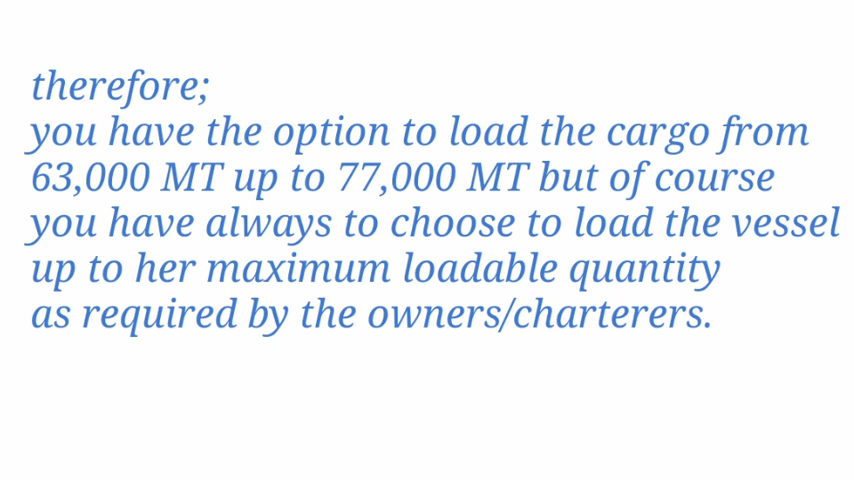 therefore;
you have the option to load the cargo from
63,000 MT up to 77,000 MT but of course
you have always to choose to load the vessel
up to her maximum loadable quantity
as required by the owners/charterers.